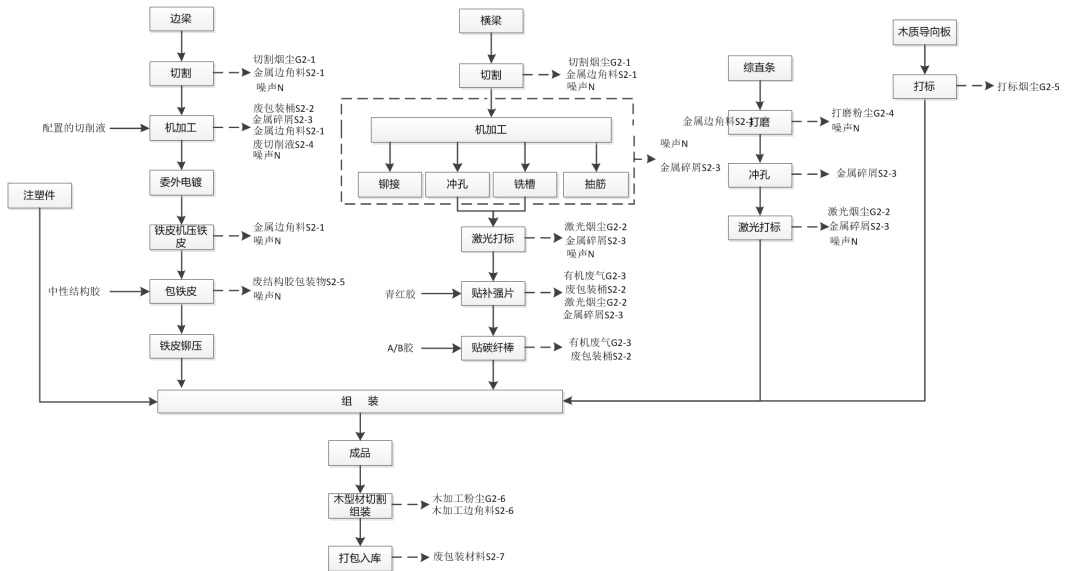 边梁
切割
切割烟尘G2-1
金属边角料S2-1
噪声N
配置的切削液
机加工
废包装桶S2-2
金属碎屑S2-3
金属边角料S2-1
废切削液S2-4
噪声N
委外电镀
注塑件
铁皮机压铁
皮
金属边角料S2-1
噪声N
中性结构胶
包铁皮
废结构胶包装物S2-5
噪声N
铁皮铆压
横梁
切割
切割烟尘G2-1
金属边角料S2-1
噪声N
机加工
铆接
冲孔
铣槽
抽筋
噪声N
金属碎屑S2-3
激光打标
激光烟尘G2-2
金属碎屑S2-3
噪声N
青红胶
贴补强片
有机废气G2-3
废包装桶S2-2
激光烟尘G2-2
金属碎屑S2-3
A/B胶
贴碳纤棒
有机废气G2-3
废包装桶S2-2
综直条
金属边角料S2-1
打磨
打磨粉尘G2-4
噪声N
冲孔
金属碎屑S2-3
激光打标
激光烟尘G2-2
金属碎屑S2-3
噪声N
木质导向板
打标
打标烟尘G2-5
组 装
成品
木型材切割
组装
木加工粉尘G2-6
木加工边角料S2-6
打包入库
废包装材料S2-7